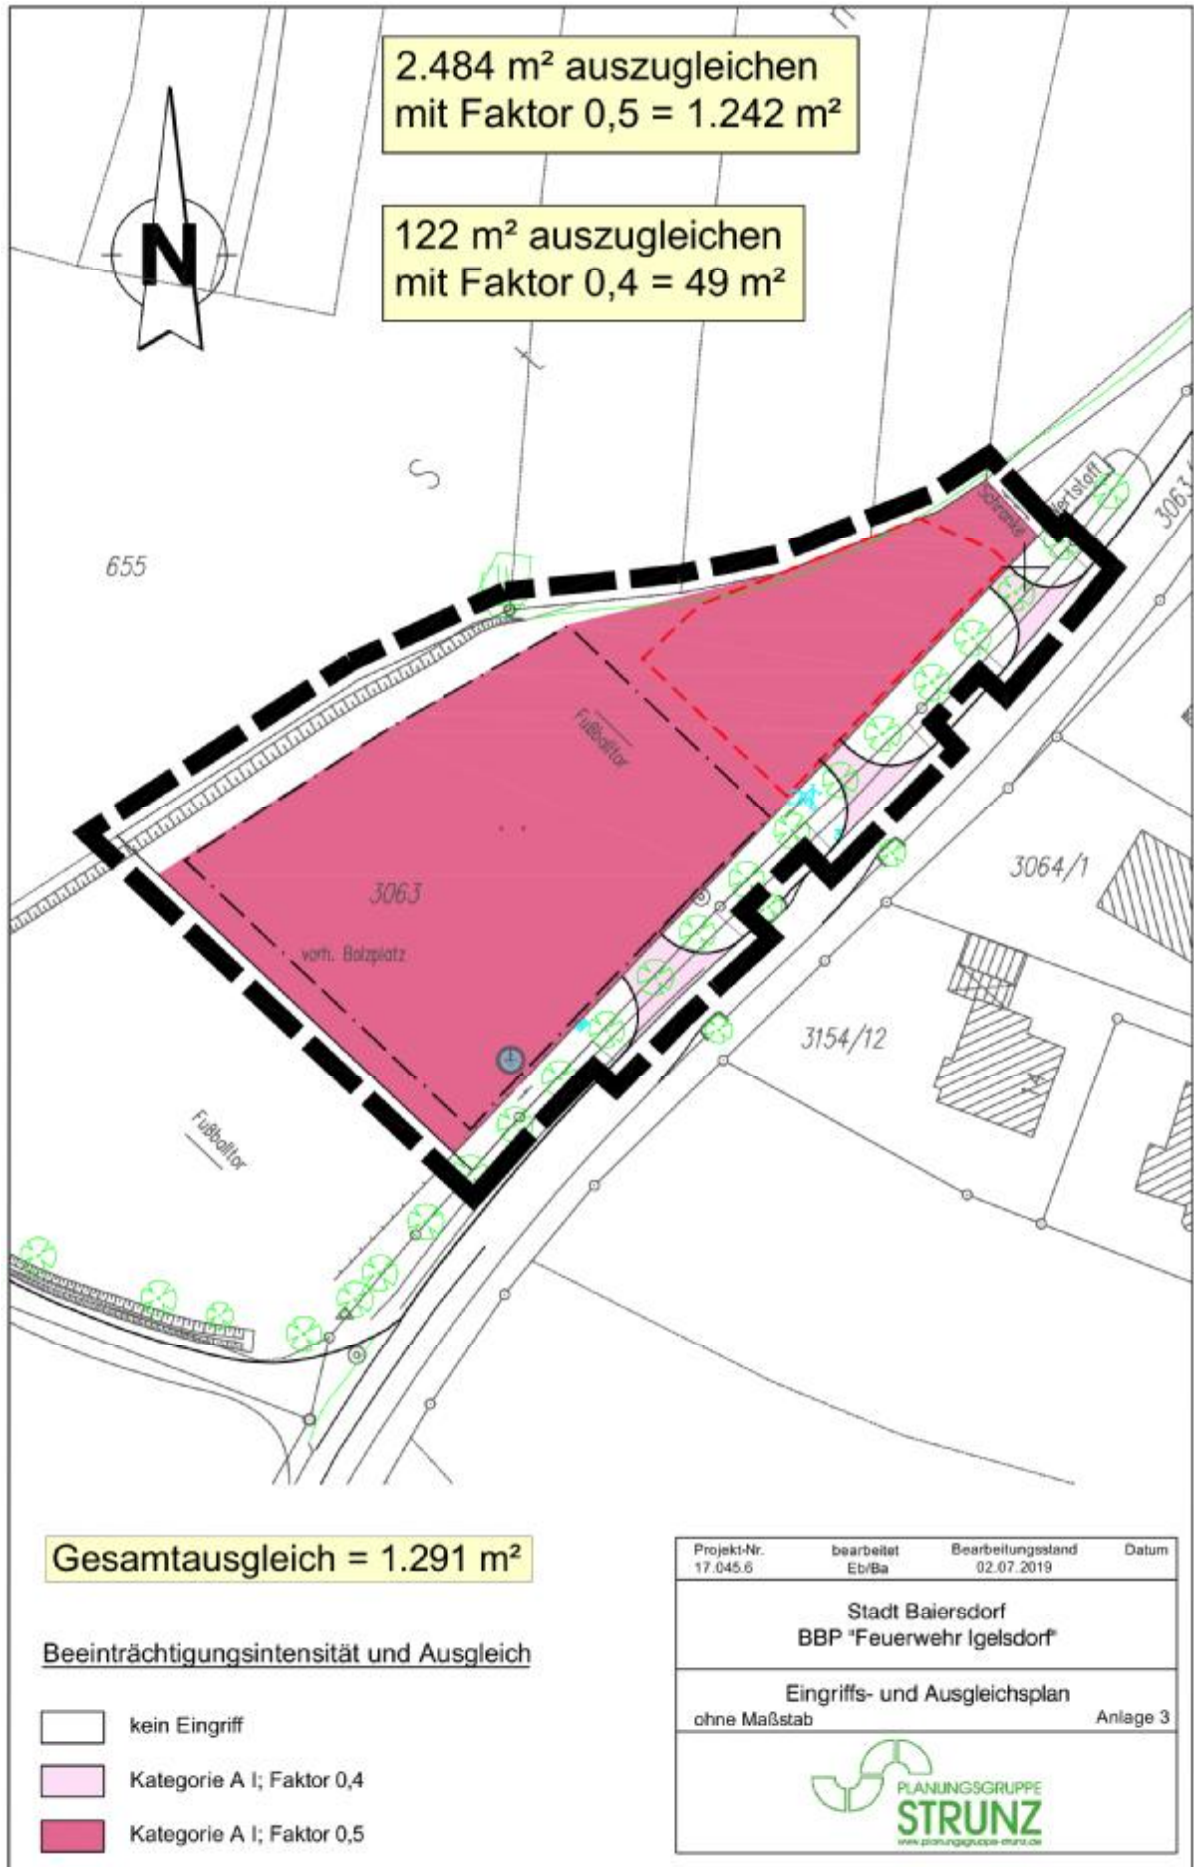 2.484 m² auszugleichen
mit Faktor 0,5 = 1.242 m²
122 m² auszugleichen
mit Faktor 0,4 = 49 m²
N
t
S
655
Schranke
3063
Fußballtor
3063
vorh. Bolzplatz
3064/1
3154/12
Fußballtor
Gesamtausgleich = 1.291 m²
Beeinträchtigungsintensität und Ausgleich
kein Eingriff
Kategorie A I; Faktor 0,4
Kategorie A I; Faktor 0,5
Projekt-Nr. bearbeitet Bearbeitungsstand Datum
17.045.6 Eb/Ba 02.07.2019
Stadt Baiersdorf
BBP "Feuerwehr Igelsdorf"
Eingriffs- und Ausgleichsplan
ohne Maßstab Anlage 3
PLANUNGSGRUPPE
STRUNZ
www.planungsgruppe-strunz.de